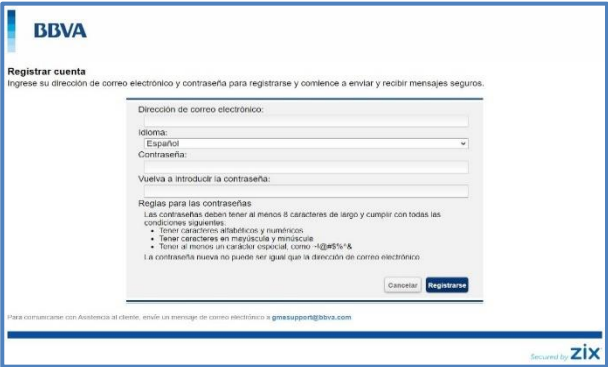 BBVA
Registrar cuenta
Ingrese su dirección de correo electrónico y contraseña para registrarse y comience a enviar y recibir mensajes seguros.
Dirección de correo electrónico:
Idioma:
Español
Contraseña:
Vuelva a introducir la contraseña:
Reglas para las contraseñas
Las contraseñas deben tener al menos 8 caracteres de largo y cumplir con todas las
condiciones siguientes:
• Tener caracteres alfabéticos y numéricos
• Tener caracteres en mayúscula y minúscula
• Tener al menos un carácter especial, como ~!@#$%^&
La contraseña nueva no puede ser igual que la dirección de correo electrónico.
Cancelar Registrarse
Para comunicarse con Asistencia al cliente, envíe un mensaje de correo electrónico a gmssupport@bbva.com.
Secured by zix